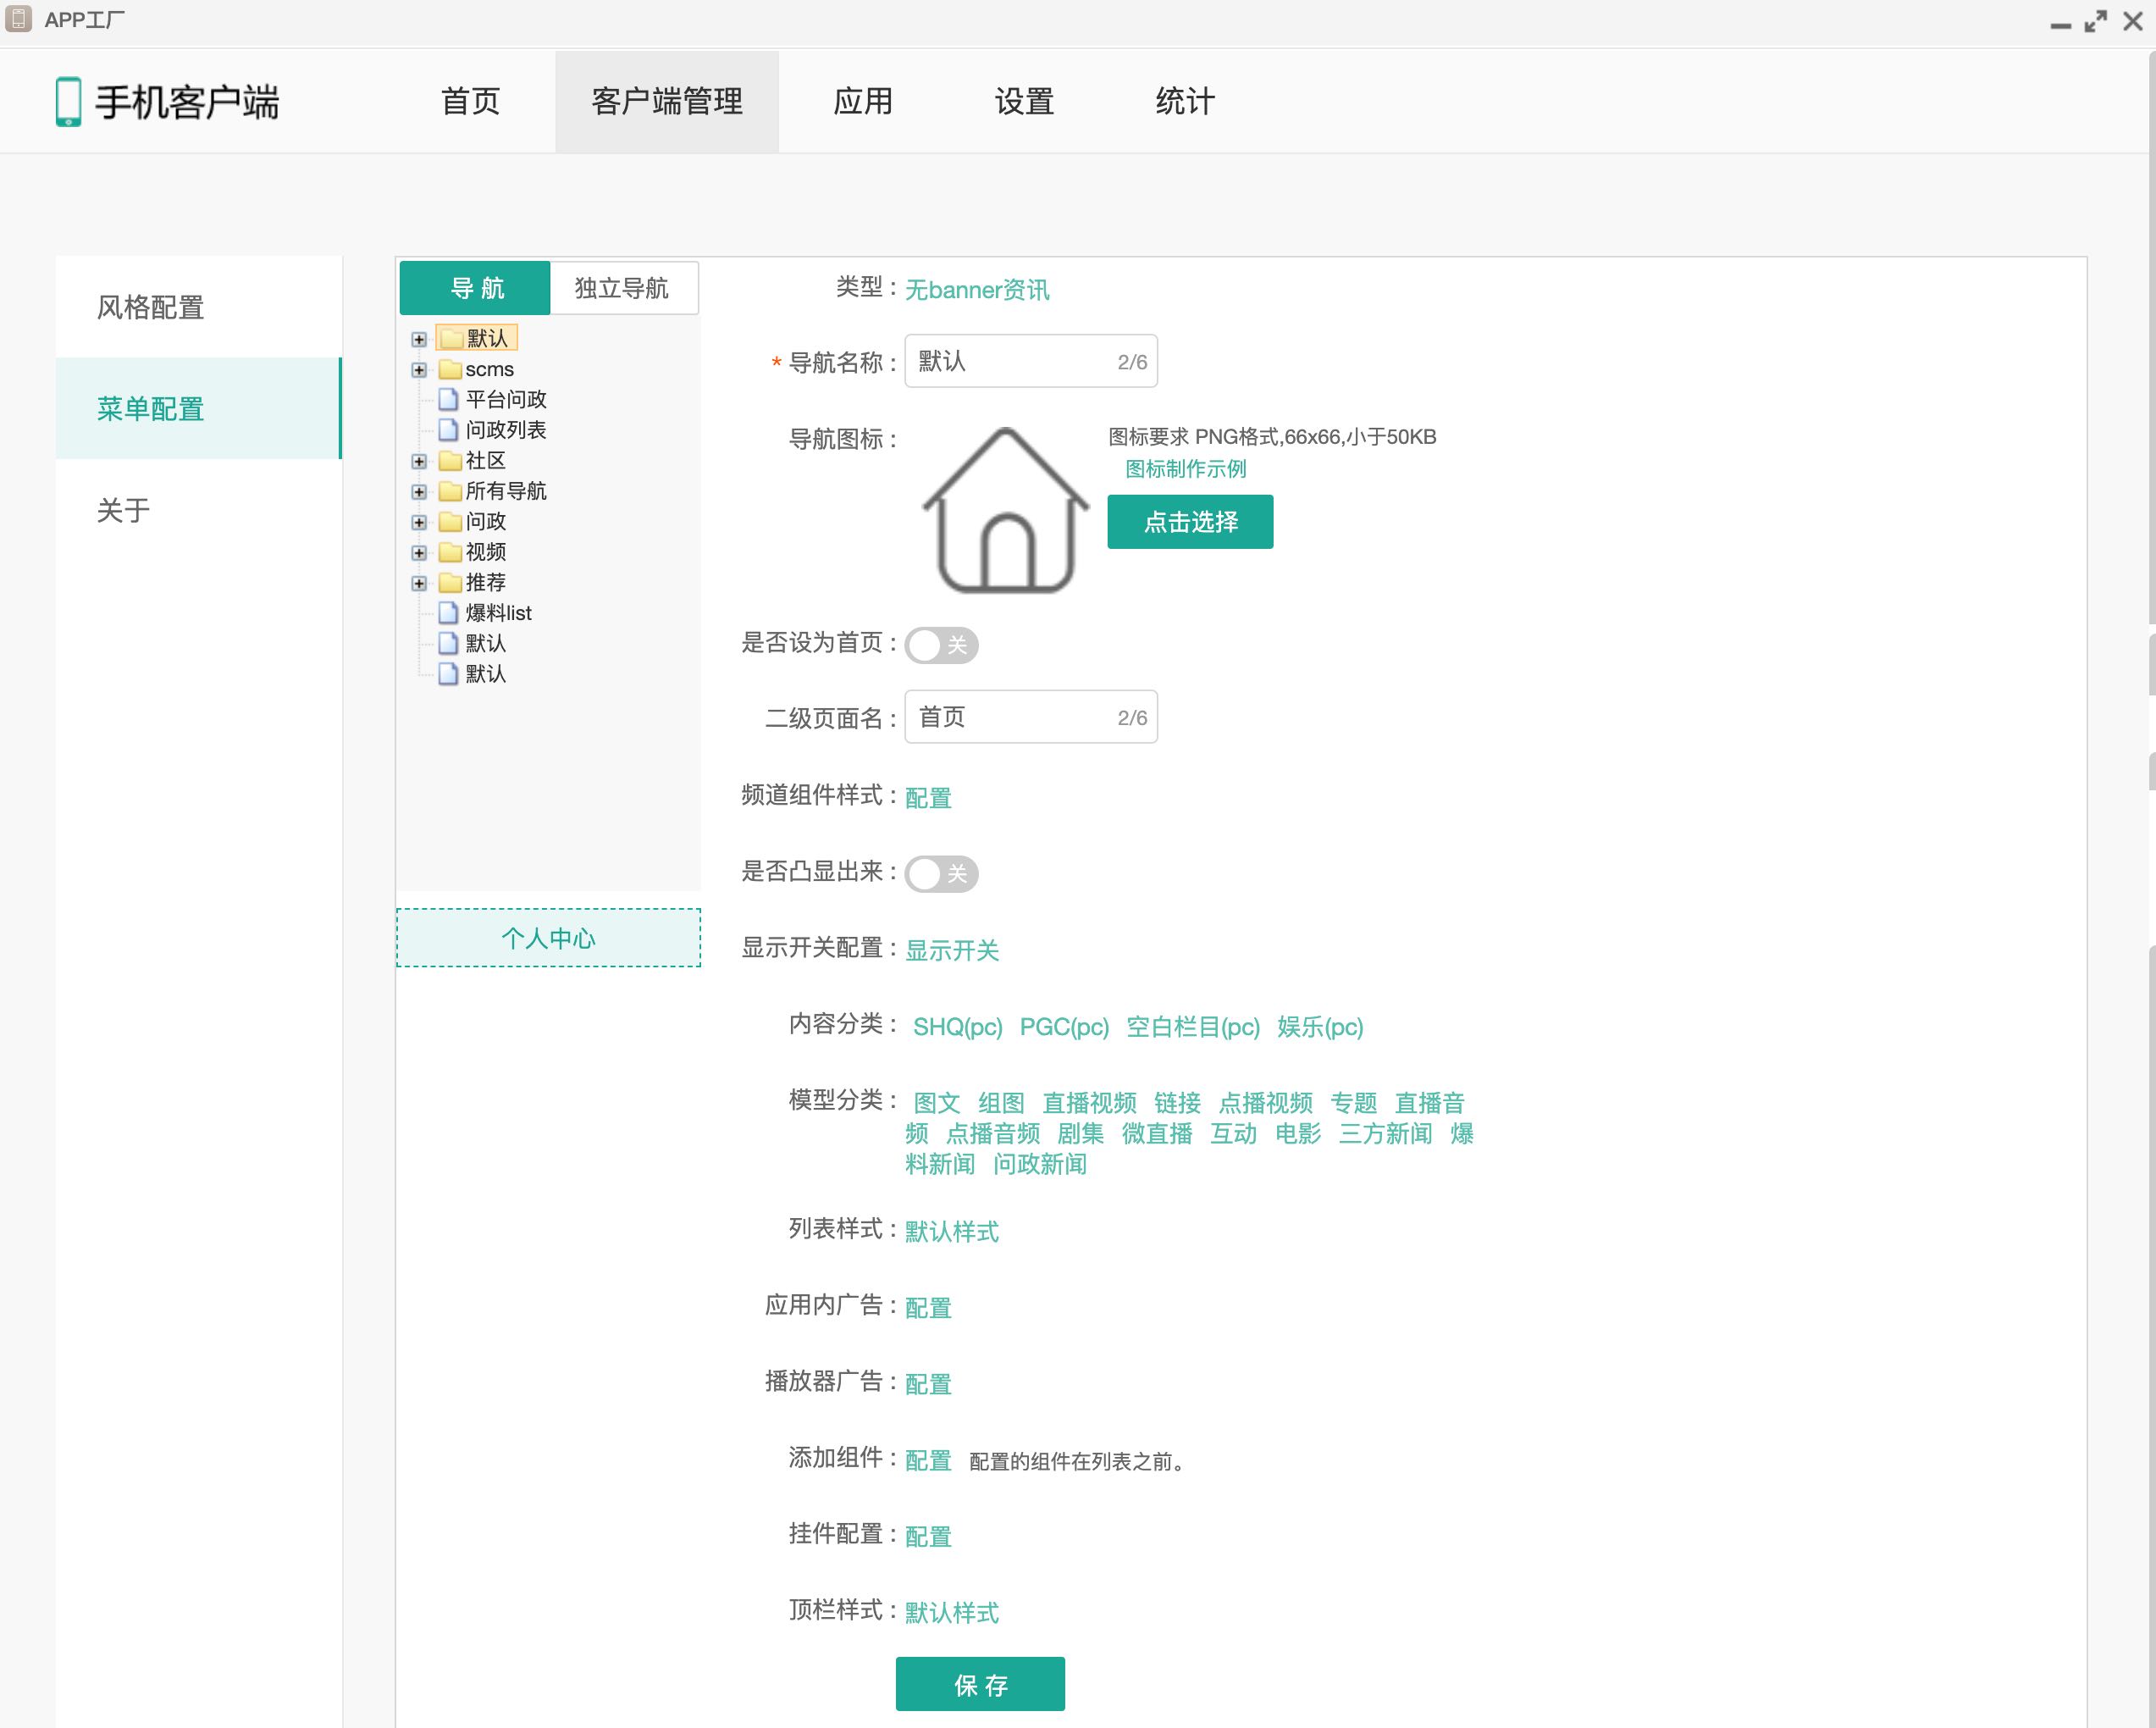 APP工厂
手机客户端 首页 客户端管理 应用 设置 统计
风格配置
菜单配置
关于
导 航 独立导航
默认
scms
平台问政
问政列表
社区
所有导航
问政
视频
推荐
爆料list
默认
默认
个人中心
类型： 无banner资讯
* 导航名称： 默认 2/6
导航图标：
图标要求 PNG格式,66x66,小于50KB
图标制作示例
点击选择
是否设为首页： 关
二级页面名： 首页 2/6
频道组件样式： 配置
是否凸显出来： 关
显示开关配置： 显示开关
内容分类： SHQ(pc) PGC(pc) 空白栏目(pc) 娱乐(pc)
模型分类： 图文 组图 直播视频 链接 点播视频 专题 直播音
频 点播音频 剧集 微直播 互动 电影 三方新闻 爆
料新闻 问政新闻
列表样式： 默认样式
应用内广告： 配置
播放器广告： 配置
添加组件： 配置 配置的组件在列表之前。
挂件配置： 配置
顶栏样式： 默认样式
保 存